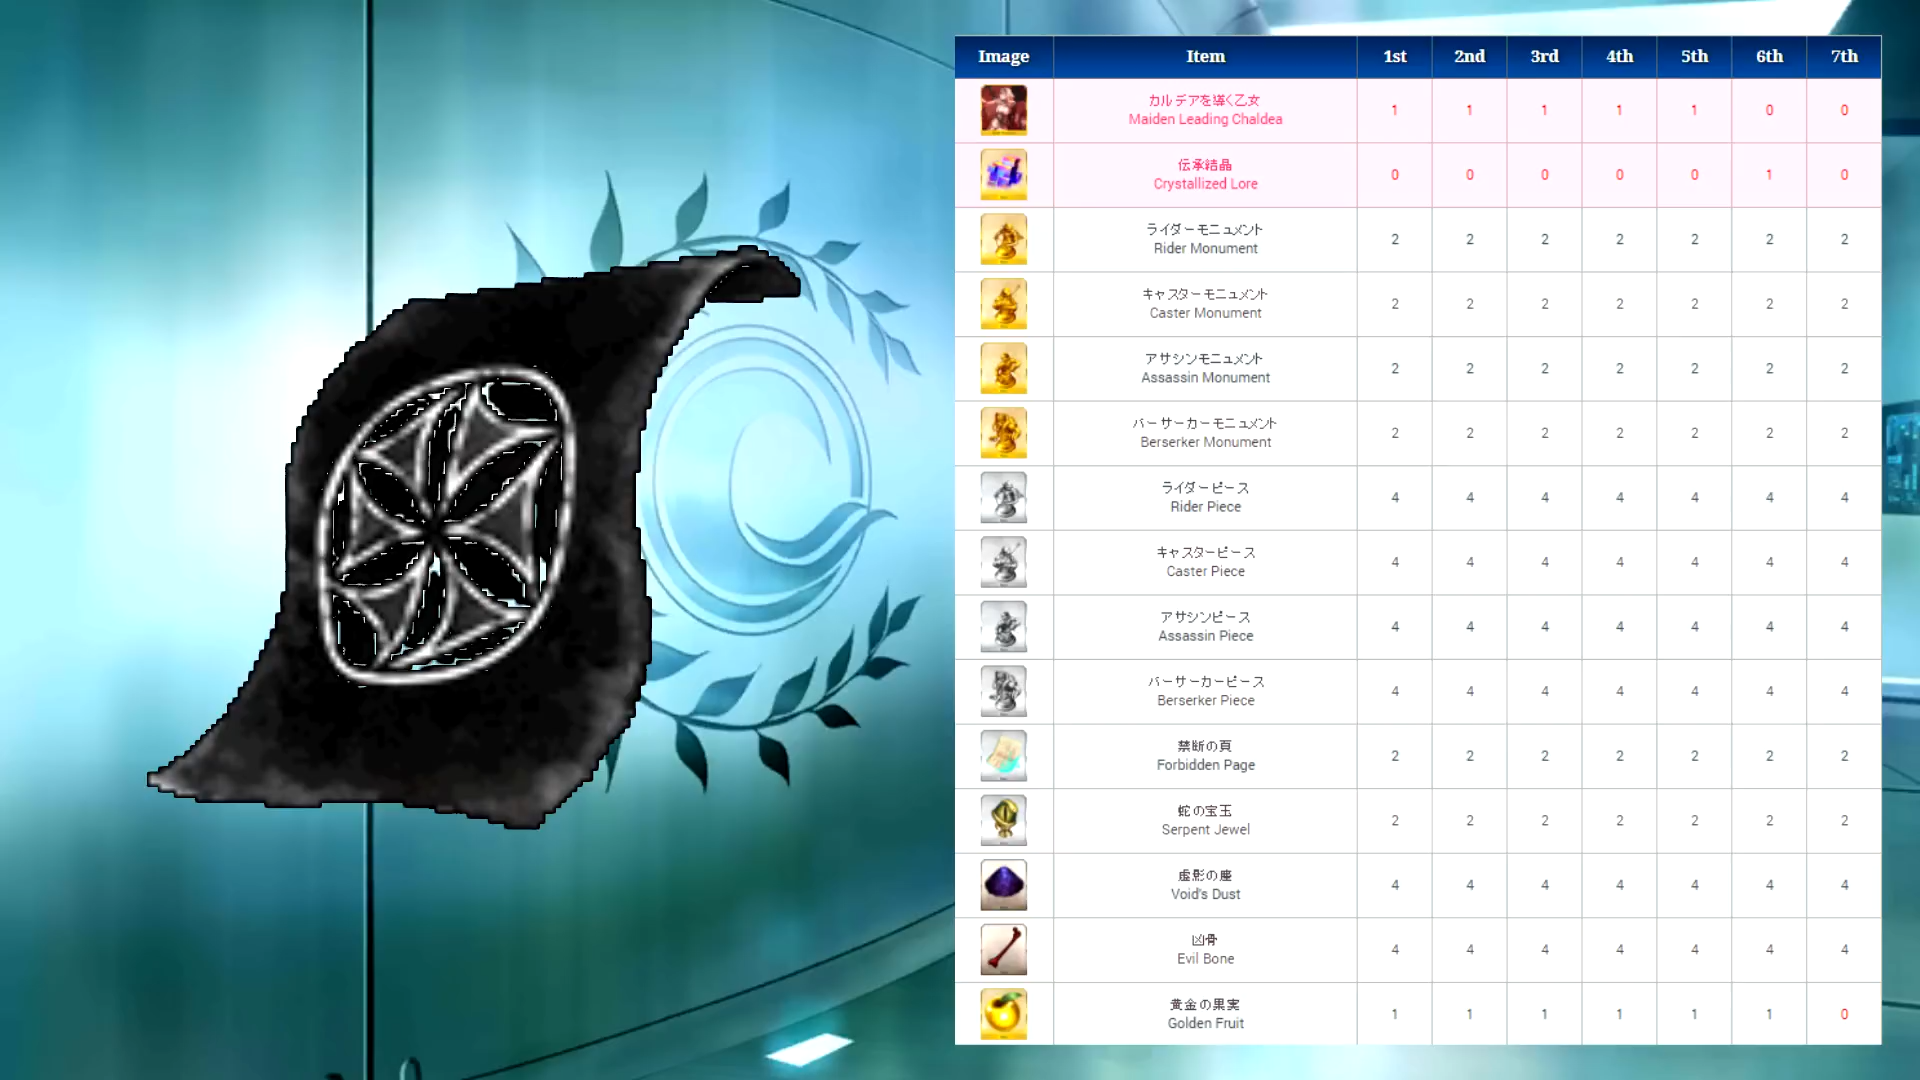 Image Item 1st 2nd 3rd 4th 5th 6th 7th
カルデアを導く乙女
Maiden Leading Chaldea 1 1 1 1 1 0 0
伝承結晶
Crystallized Lore 0 0 0 0 0 1 0
ライダーモニュメント
Rider Monument 2 2 2 2 2 2 2
キャスターモニュメント
Caster Monument 2 2 2 2 2 2 2
アサシンモニュメント
Assassin Monument 2 2 2 2 2 2 2
バーサーカーモニュメント
Berserker Monument 2 2 2 2 2 2 2
ライダーピース
Rider Piece 4 4 4 4 4 4 4
キャスターピース
Caster Piece 4 4 4 4 4 4 4
アサシンピース
Assassin Piece 4 4 4 4 4 4 4
バーサーカーピース
Berserker Piece 4 4 4 4 4 4 4
禁断の頁
Forbidden Page 2 2 2 2 2 2 2
蛇の宝玉
Serpent Jewel 2 2 2 2 2 2 2
虚影の塵
Void's Dust 4 4 4 4 4 4 4
凶骨
Evil Bone 4 4 4 4 4 4 4
黄金の果実
Golden Fruit 1 1 1 1 1 1 0